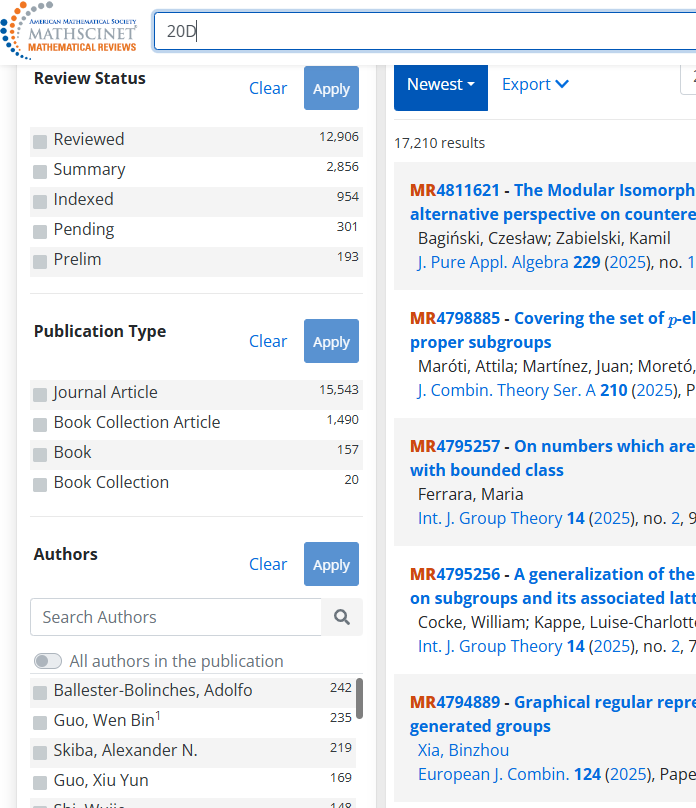 AMERICAN MATHEMATICAL SOCIETY
MATHSCINET
MATHEMATICAL REVIEWS
20D
Review Status
Clear
Apply
Reviewed 12,906
Summary 2,856
Indexed 954
Pending 301
Prelim 193
Publication Type
Clear
Apply
Journal Article 15,543
Book Collection Article 1,490
Book 157
Book Collection 20
Authors
Clear
Apply
Search Authors
All authors in the publication
Ballester-Bolinches, Adolfo 242
Guo, Wen Bin1 235
Skiba, Alexander N. 219
Guo, Xiu Yun 169
Shi, Wujie 148
Newest
Export
17,210 results
MR4811621 - The Modular Isomorph
alternative perspective on countere
Bagiński, Czesław; Zabielski, Kamil
J. Pure Appl. Algebra 229 (2025), no. 1
MR4798885 - Covering the set of p-el
proper subgroups
Maróti, Attila; Martínez, Juan; Moretó,
J. Combin. Theory Ser. A 210 (2025), P
MR4795257 - On numbers which are
with bounded class
Ferrara, Maria
Int. J. Group Theory 14 (2025), no. 2, 9
MR4795256 - A generalization of the
on subgroups and its associated latt
Cocke, William; Kappe, Luise-Charlott
Int. J. Group Theory 14 (2025), no. 2, 7
MR4794889 - Graphical regular repre
generated groups
Xia, Binzhou
European J. Combin. 124 (2025), Pape